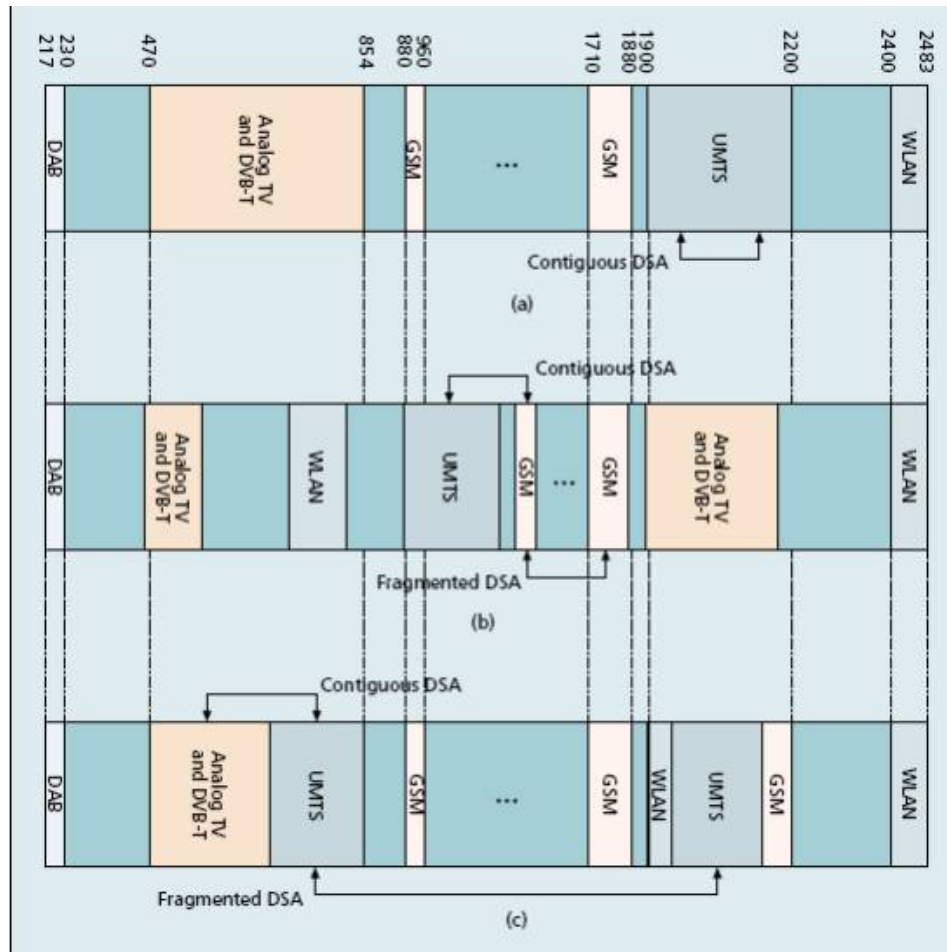 217
230
470
854
880
960
1710
1880
1900
2200
2400
2483
DAB
Analog TV
and DVB-T
GSM
...
GSM
UMTS
WLAN
Contiguous DSA
(a)
Contiguous DSA
DAB
Analog TV
and DVB-T
WLAN
UMTS
GSM
...
GSM
Analog TV
and DVB-T
WLAN
Fragmented DSA
(b)
Contiguous DSA
DAB
Analog TV
and DVB-T
UMTS
GSM
...
GSM
WLAN
UMTS
GSM
WLAN
Fragmented DSA
(c)